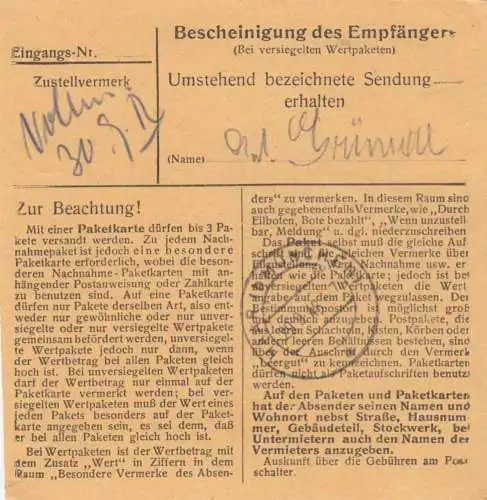 Bescheinigung des Empfängers
(Bei versiegelten Wertpaketen)
Eingangs-Nr.
Zustellvermerk
Umstehend bezeichnete Sendung
erhalten
(Name)
Zur Beachtung!
Mit einer Paketkarte dürfen bis 3 Pa-
kete versandt werden. Zu jedem Nach-
nahmepaket ist jedoch eine besondere
Paketkarte erforderlich, wobei die beson-
deren Nachnahme-Paketkarten mit an-
hängender Postanweisung oder Zahlkarte
zu benutzen sind. Auf eine Paketkarte
dürfen nur Pakete derselben Art, also ent-
weder nur gewöhnliche oder nur unver-
siegelte oder nur versiegelte Wertpakete
gemeinsam befördert werden, unversiegel-
te Wertpakete jedoch nur dann, wenn
der Wertbetrag bei allen Paketen gleich
hoch ist. Bei unversiegelten Wertpaketen
darf der Wertbetrag nur einmal auf der
Paketkarte vermerkt werden; bei ver-
siegelten Wertpaketen muß der Wert eines
jeden Pakets besonders auf der Paket-
karte angegeben sein, es sei denn, daß
er bei allen Paketen gleich hoch ist.
Bei Wertpaketen ist der Wertbetrag mit
dem Zusatz „Wert" in Ziffern in dem
Raum „Besondere Vermerke des Absen-
ders" zu vermerken. In diesem Raum sind
auch gegebenenfalls Vermerke, wie „Durch
Eilboten, Bote bezahlt", „Wenn unzustell-
bar, Meldung" u. dgl. niederzuschreiben
Das Paket selbst muß die gleiche Auf-
schrift und die gleichen Vermerke über
Eilzustellung, Wert, Nachnahme usw. er-
halten wie die Paketkarte; jedoch ist bei
versiegelten Wertpaketen die Wert-
angabe auf dem Paket wegzulassen. Der
Bestimmungspostort ist möglichst groß
und deutlich anzugeben. Postpakete, die
aus leeren Schachteln, Kisten, Körben oder
andern leeren Behältnissen bestehen, sind
über der Anschrift durch den Vermerk
„Leergut" zu kennzeichnen. Paketkarten
dürfen nicht als Paketaufschriften benutzt
werden.
Auf den Paketen und Paketkarten
hat der Absender seinen Namen und
Wohnort nebst Straße, Hausnum-
mer, Gebäudeteil, Stockwerk, bei
Untermietern auch den Namen des
Vermieters anzugeben.
Auskunft über die Gebühren am Post-
schalter.